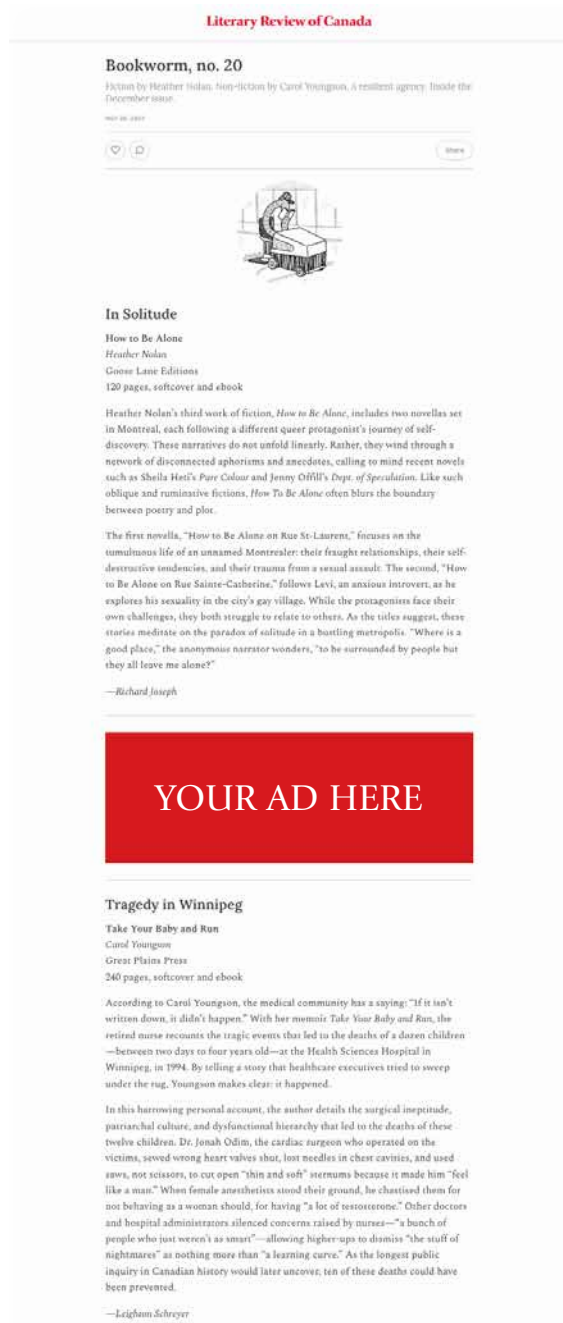 Literary Review of Canada
Bookworm, no. 20
Fiction by Heather Nolan. Non-fiction by Carol Youngson. A resilient agency. Inside the
December issue.
Share
In Solitude
How to Be Alone
Heather Nolan
Goose Lane Editions
120 pages, softcover and ebook
Heather Nolan's third work of fiction, How to Be Alone, includes two novellas set
in Montreal, each following a different queer protagonist's journey of self-
discovery. These narratives do not unfold linearly. Rather, they wind through a
network of disconnected aphorisms and anecdotes, calling to mind recent novels
such as Sheila Heti's Pure Colour and Jenny Offill's Dept. of Speculation. Like such
oblique and ruminative fictions, How To Be Alone often blurs the boundary
between poetry and plot.
The first novella, "How to Be Alone on Rue St-Laurent," focuses on the
tumultuous life of an unnamed Montrealer: their fraught relationships, their self-
destructive tendencies, and their trauma from a sexual assault. The second, "How
to Be Alone on Rue Sainte-Catherine," follows Levi, an anxious introvert, as he
explores his sexuality in the city's gay village. While the protagonists face their
own challenges, they both struggle to relate to others. As the titles suggest, these
stories meditate on the paradox of solitude in a bustling metropolis. "Where is a
good place," the anonymous narrator wonders, "to be surrounded by people but
they all leave me alone?"
—Richard Joseph
YOUR AD HERE
Tragedy in Winnipeg
Take Your Baby and Run
Carol Youngson
Great Plains Press
240 pages, softcover and ebook
According to Carol Youngson, the medical community has a saying: "If it isn't
written down, it didn't happen." With her memoir Take Your Baby and Run, the
retired nurse recounts the tragic events that led to the deaths of a dozen children
—between two days to four years old—at the Health Sciences Hospital in
Winnipeg, in 1994. By telling a story that healthcare executives tried to sweep
under the rug, Youngson makes clear: it happened.
In this harrowing personal account, the author details the surgical ineptitude,
patriarchal culture, and dysfunctional hierarchy that led to the deaths of these
twelve children. Dr. Jonah Odim, the cardiac surgeon who operated on the
victims, sewed wrong heart valves shut, lost needles in chest cavities, and used
saws, not scissors, to cut open "thin and soft" sternums because it made him "feel
like a man." When female anesthetists stood their ground, he chastised them for
not behaving as a woman should, for having "a lot of testosterone." Other doctors
and hospital administrators silenced concerns raised by nurses—"a bunch of
people who just weren't as smart"—allowing higher-ups to dismiss "the stuff of
nightmares" as nothing more than "a learning curve." As the longest public
inquiry in Canadian history would later uncover, ten of these deaths could have
been prevented.
—Leighton Schreyer